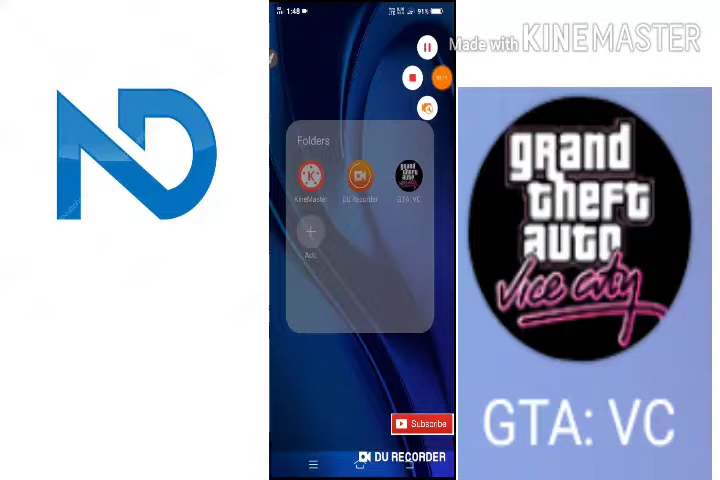 ND
1:48
91%
Made with KINEMASTER
Folders
KineMaster
DU Recorder
GTA: VC
Add
Subscribe
DU RECORDER
grand
theft
auto
vice city
GTA: VC